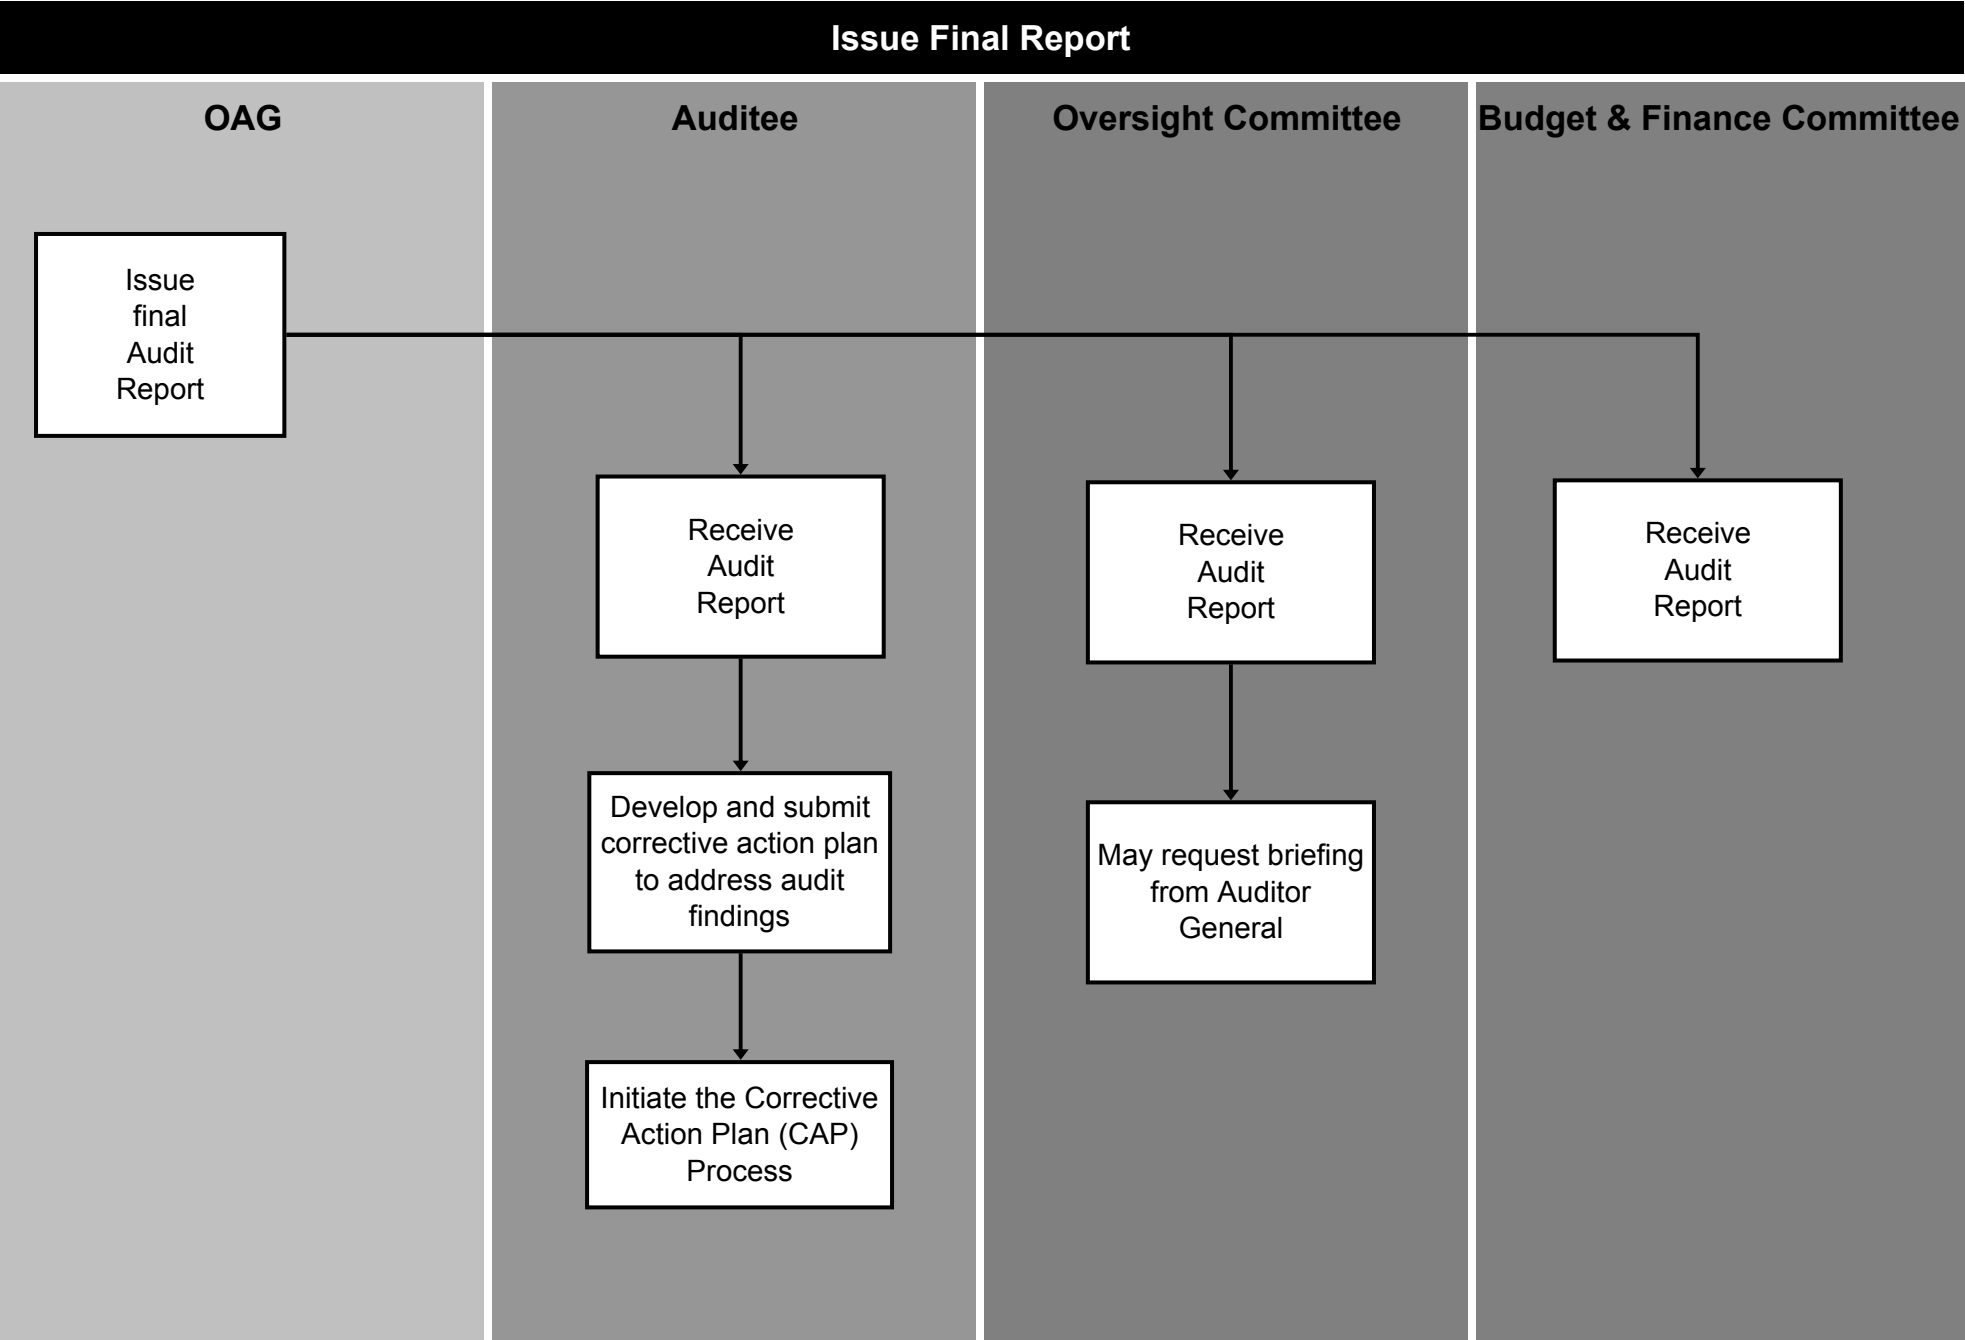 Issue Final Report
OAG
Auditee
Oversight Committee
Budget & Finance Committee
Issue
final
Audit
Report
Receive
Audit
Report
Receive
Audit
Report
Receive
Audit
Report
Develop and submit
corrective action plan
to address audit
findings
May request briefing
from Auditor
General
Initiate the Corrective
Action Plan (CAP)
Process